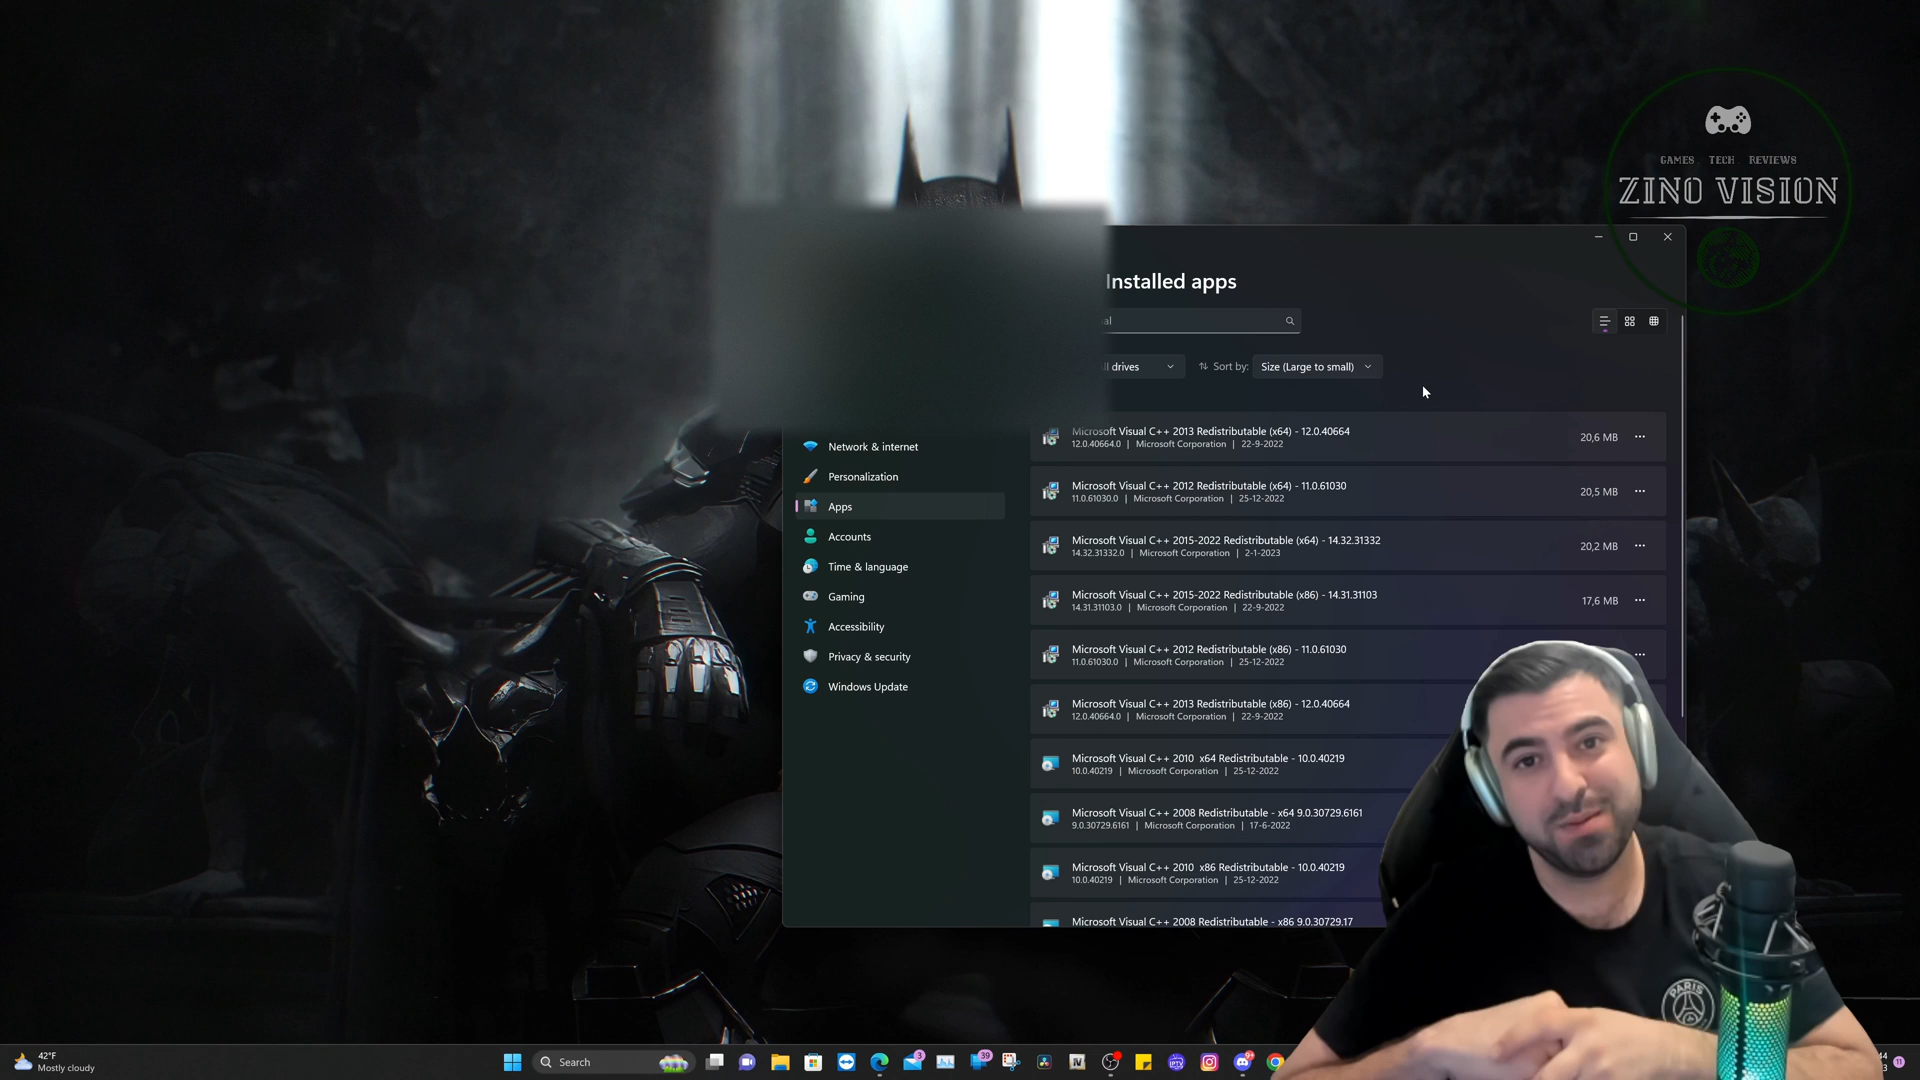 GAMES . TECH . REVIEWS
ZINO VISION
Installed apps
al
ll drives
Sort by:
Size (Large to small)
Network & internet
Personalization
Apps
Accounts
Time & language
Gaming
Accessibility
Privacy & security
Windows Update
Microsoft Visual C++ 2013 Redistributable (x64) - 12.0.40664
12.0.40664.0 | Microsoft Corporation | 22-9-2022
20,6 MB
Microsoft Visual C++ 2012 Redistributable (x64) - 11.0.61030
11.0.61030.0 | Microsoft Corporation | 25-12-2022
20,5 MB
Microsoft Visual C++ 2015-2022 Redistributable (x64) - 14.32.31332
14.32.31332.0 | Microsoft Corporation | 2-1-2023
20,2 MB
Microsoft Visual C++ 2015-2022 Redistributable (x86) - 14.31.31103
14.31.31103.0 | Microsoft Corporation | 22-9-2022
17,6 MB
Microsoft Visual C++ 2012 Redistributable (x86) - 11.0.61030
11.0.61030.0 | Microsoft Corporation | 25-12-2022
Microsoft Visual C++ 2013 Redistributable (x86) - 12.0.40664
12.0.40664.0 | Microsoft Corporation | 22-9-2022
Microsoft Visual C++ 2010 x64 Redistributable - 10.0.40219
10.0.40219 | Microsoft Corporation | 25-12-2022
Microsoft Visual C++ 2008 Redistributable - x64 9.0.30729.6161
9.0.30729.6161 | Microsoft Corporation | 17-6-2022
Microsoft Visual C++ 2010 x86 Redistributable - 10.0.40219
10.0.40219 | Microsoft Corporation | 25-12-2022
Microsoft Visual C++ 2008 Redistributable - x86 9.0.30729.17
PARIS
42°F
Mostly cloudy
Search
3
39
IPTV
9+
44
3
11